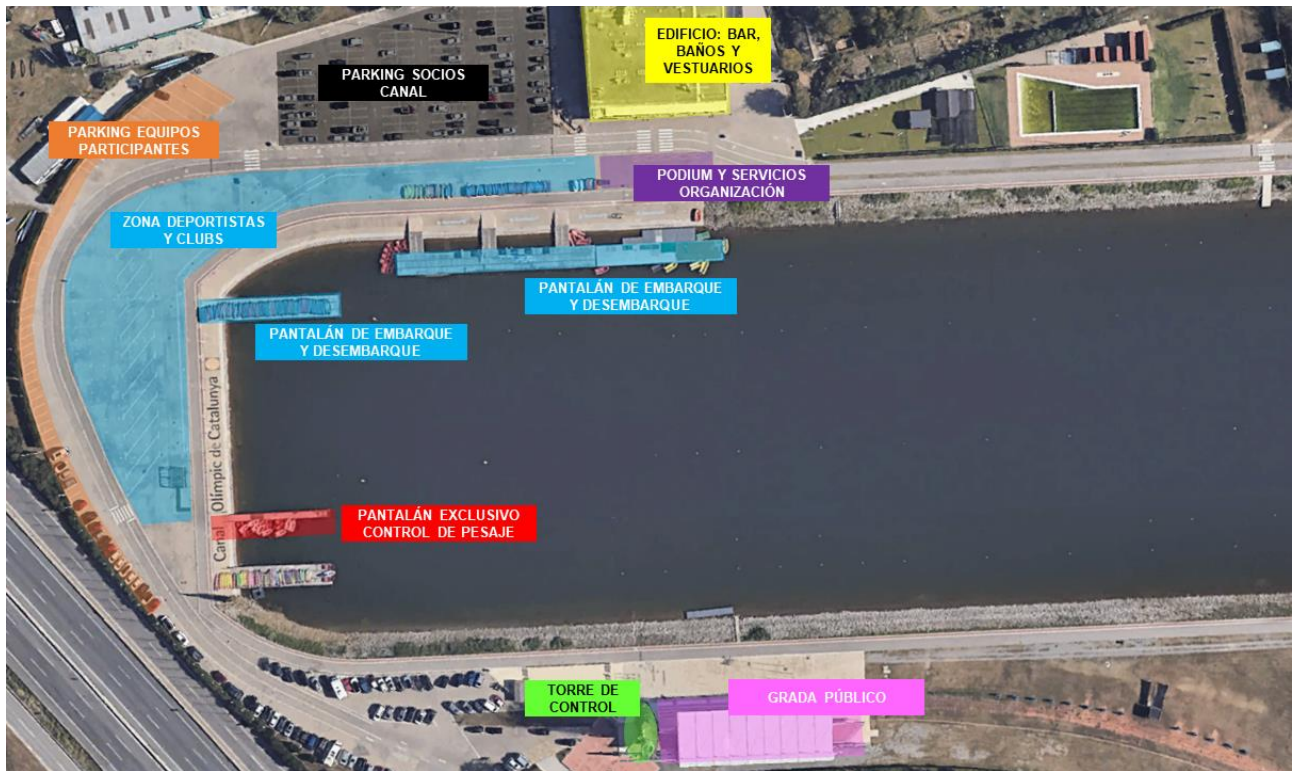 EDIFICIO: BAR,
BAÑOS Y
VESTUARIOS
PARKING SOCIOS
CANAL
PARKING EQUIPOS
PARTICIPANTES
PODIUM Y SERVICIOS
ORGANIZACIÓN
ZONA DEPORTISTAS
Y CLUBS
PANTALÁN DE EMBARQUE
Y DESEMBARQUE
PANTALÁN DE EMBARQUE
Y DESEMBARQUE
Canal Olímpic de Catalunya
PANTALÁN EXCLUSIVO
CONTROL DE PESAJE
TORRE DE
CONTROL
GRADA PÚBLICO